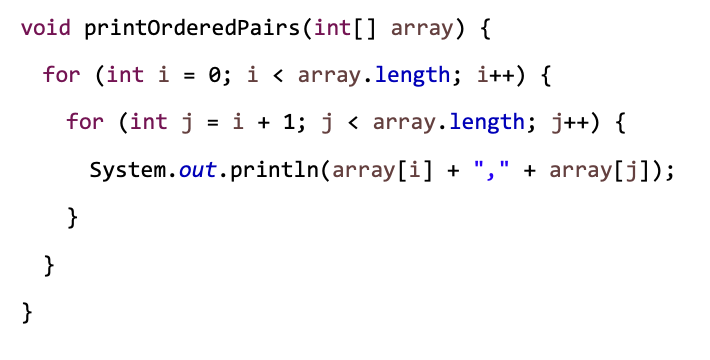 void printOrderedPairs(int[] array) {
for (int i = 0; i < array.length; i++) {
for (int j = i + 1; j < array.length; j++) {
System.out.println(array[i] + "," + array[j]);
}
}
}